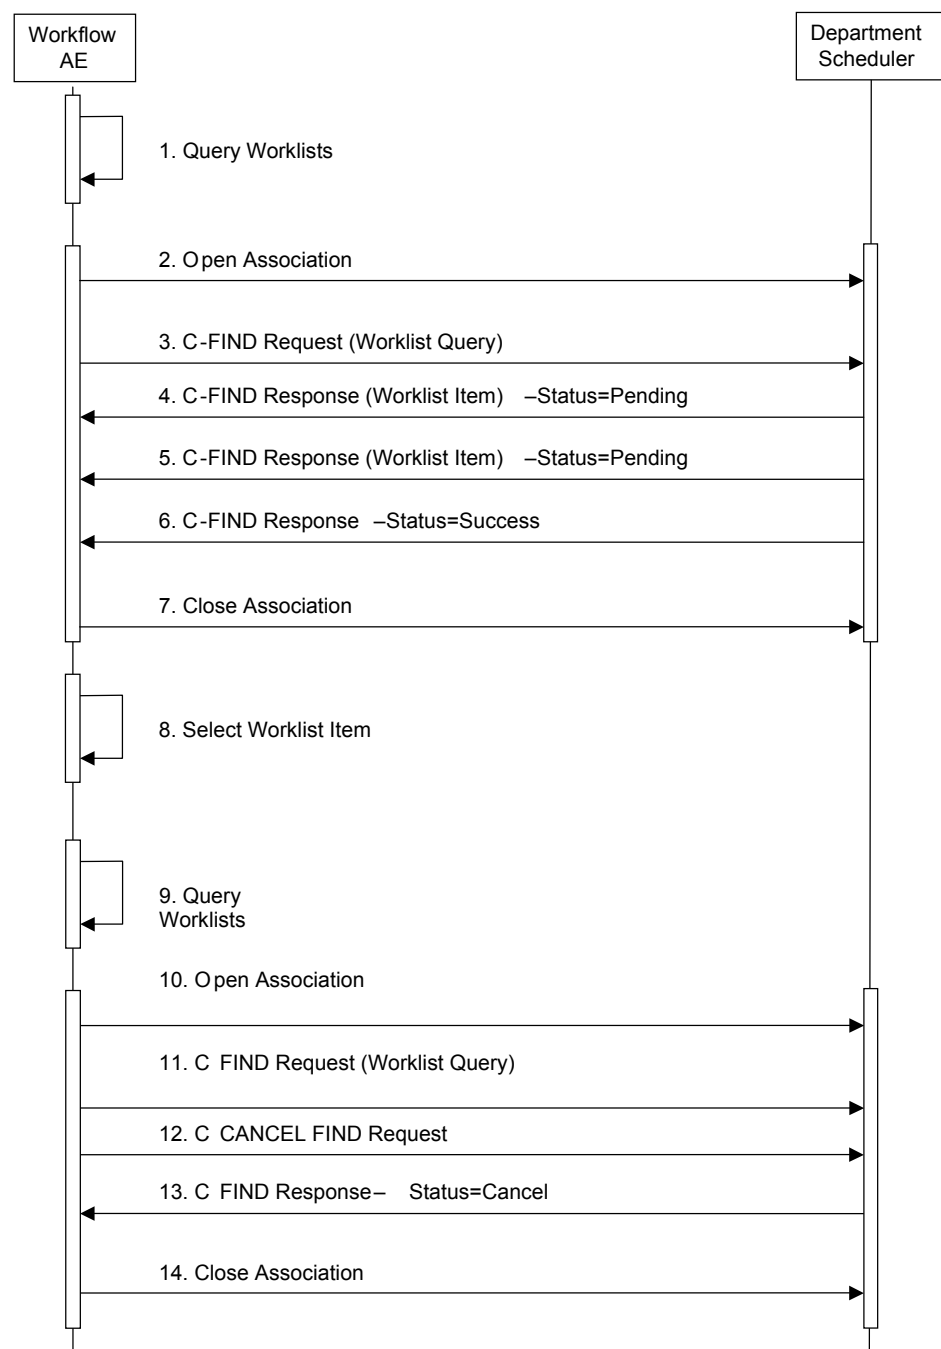 Workflow
AE
Department
Scheduler
1. Query Worklists
2. Open Association
3. C-FIND Request (Worklist Query)
4. C-FIND Response (Worklist Item) –Status=Pending
5. C-FIND Response (Worklist Item) –Status=Pending
6. C-FIND Response –Status=Success
7. Close Association
8. Select Worklist Item
9. Query
Worklists
10. Open Association
11. C FIND Request (Worklist Query)
12. C CANCEL FIND Request
13. C FIND Response– Status=Cancel
14. Close Association